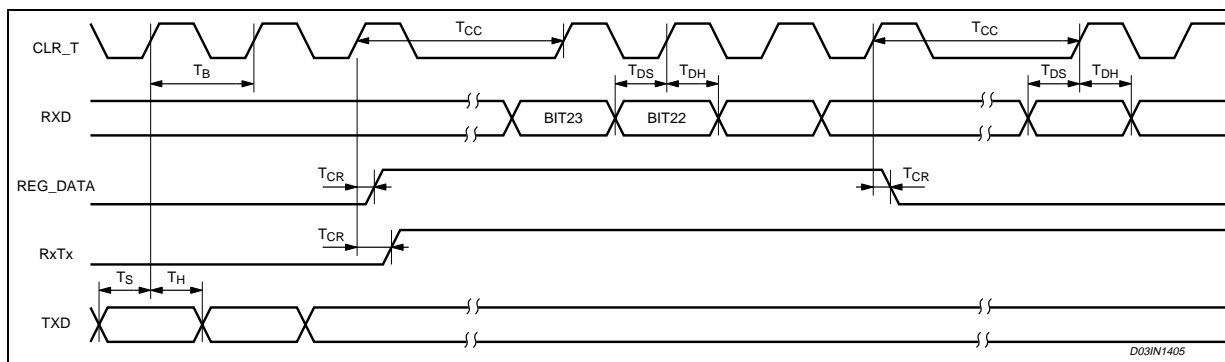 CLR_T
TCC
TCC
TB
TDS
TDH
TDS
TDH
RXD
BIT23
BIT22
REG_DATA
TCR
TCR
RxTx
TCR
TS
TH
TXD
D03IN1405